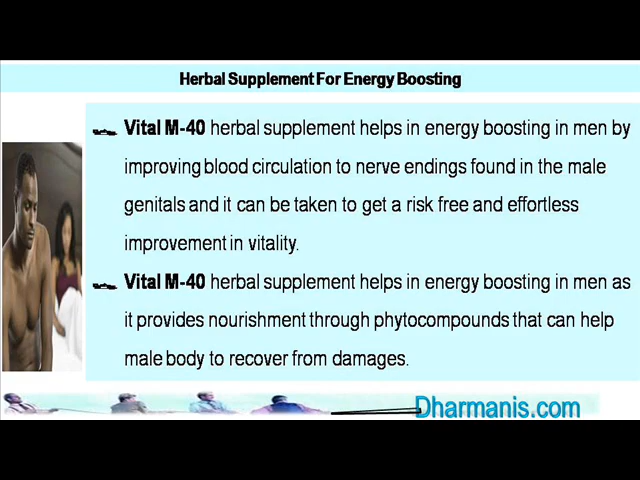 Herbal Supplement For Energy Boosting
Vital M-40 herbal supplement helps in energy boosting in men by
improving blood circulation to nerve endings found in the male
genitals and it can be taken to get a risk free and effortless
improvement in vitality.
Vital M-40 herbal supplement helps in energy boosting in men as
it provides nourishment through phytocompounds that can help
male body to recover from damages.
Dharmanis.com